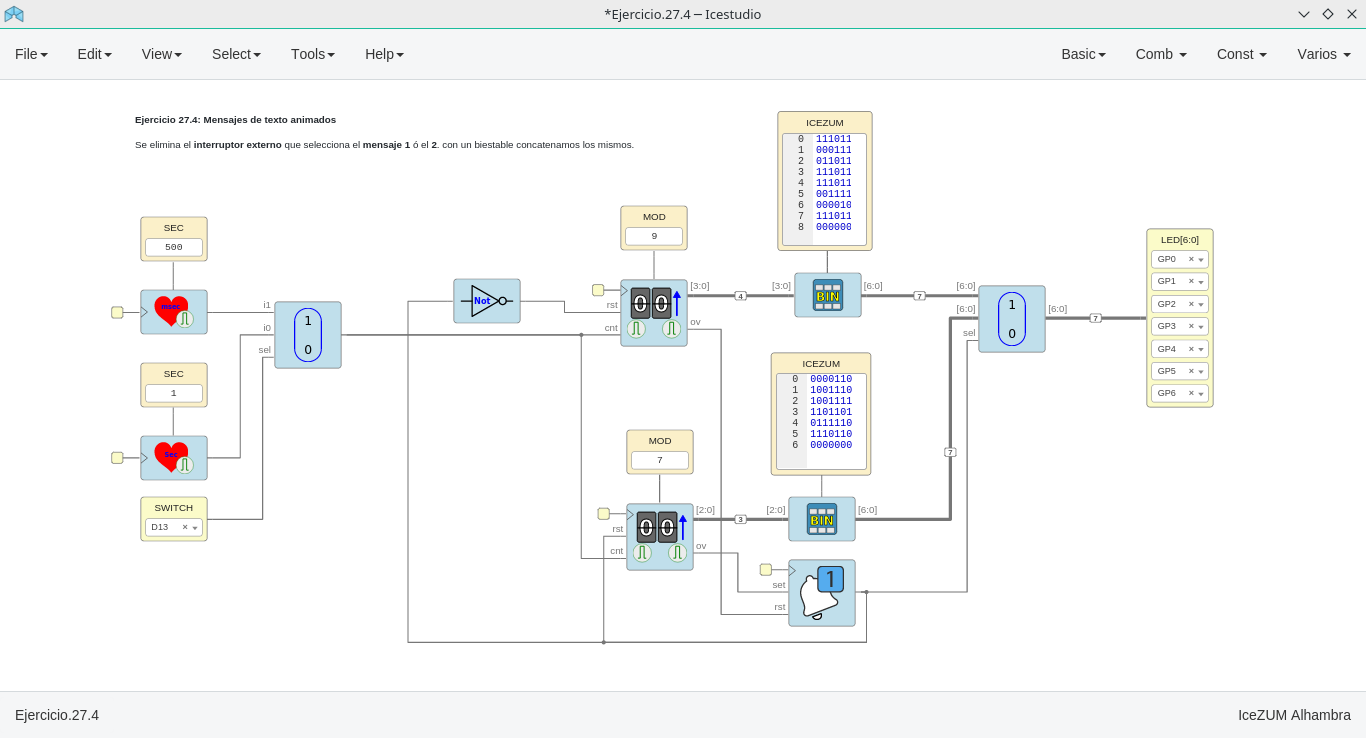 *Ejercicio.27.4 — Icestudio
File Edit View Select Tools Help Basic Comb Const Varios
Ejercicio 27.4: Mensajes de texto animados
Se elimina el interruptor externo que selecciona el mensaje 1 ó el 2. con un biestable concatenamos los mismos.
SEC
500
msec
SEC
1
Sec
SWITCH
D13 ×
i1
i0
sel
1
0
Not
MOD
9
00
rst
cnt
[3:0]
ov
4
ICEZUM
0 111011
1 000111
2 011011
3 111011
4 111011
5 001111
6 000010
7 111011
8 000000
[3:0]
BIN
[6:0]
7
MOD
7
00
rst
cnt
[2:0]
ov
3
ICEZUM
0 0000110
1 1001110
2 1001111
3 1101101
4 0111110
5 1110110
6 0000000
[2:0]
BIN
[6:0]
7
set
rst
1
[6:0]
[6:0]
sel
1
0
[6:0]
7
LED[6:0]
GP0 ×
GP1 ×
GP2 ×
GP3 ×
GP4 ×
GP5 ×
GP6 ×
Ejercicio.27.4
IceZUM Alhambra